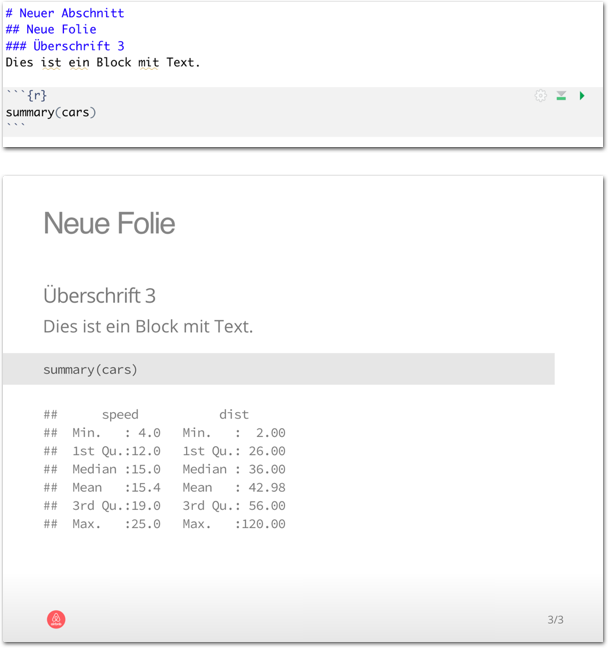 # Neuer Abschnitt
## Neue Folie
### Überschrift 3
Dies ist ein Block mit Text.
```{r}
summary(cars)
```
Neue Folie
Überschrift 3
Dies ist ein Block mit Text.
summary(cars)
##      speed           dist
##  Min.   : 4.0   Min.   :  2.00
##  1st Qu.:12.0   1st Qu.: 26.00
##  Median :15.0   Median : 36.00
##  Mean   :15.4   Mean   : 42.98
##  3rd Qu.:19.0   3rd Qu.: 56.00
##  Max.   :25.0   Max.   :120.00
3/3